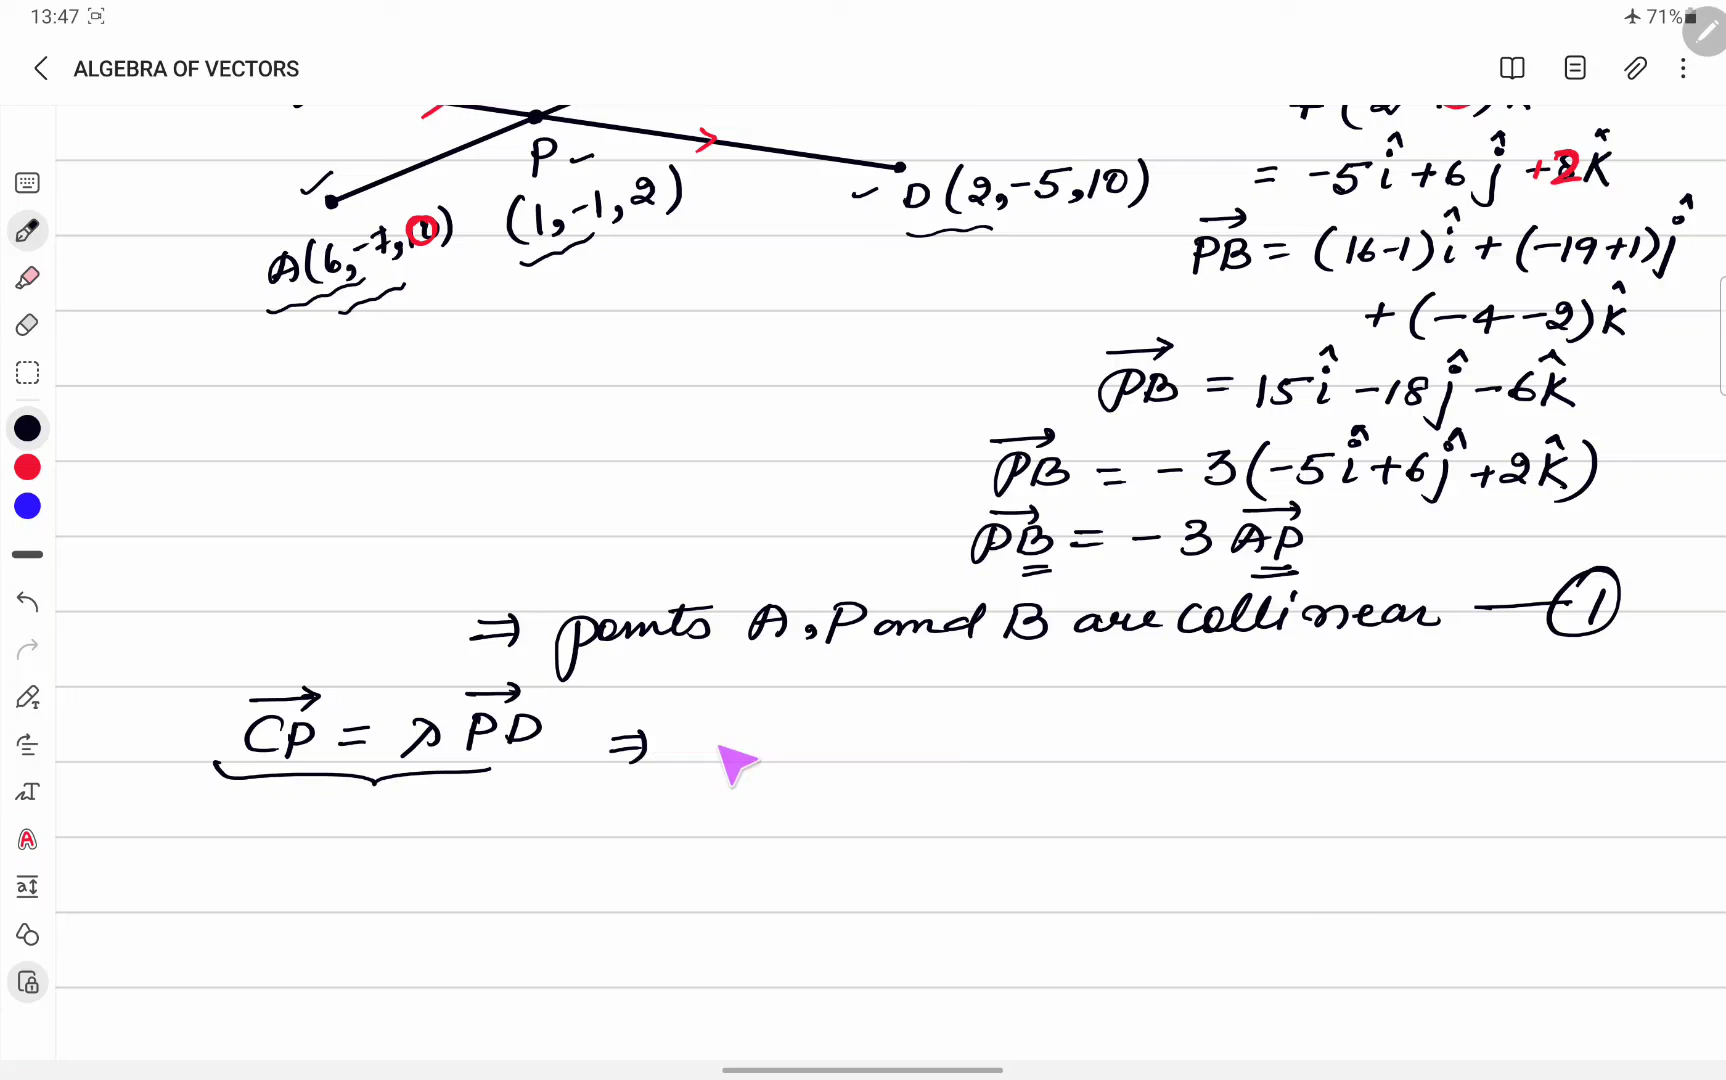 13:47 71%
ALGEBRA OF VECTORS
= -5î + 6ĵ + 2k̂
P
(1, -1, 2)
D (2, -5, 10)
A(6, -7, 0)
PB⃗ = (16-1)î + (-19+1)ĵ
+ (-4-2)k̂
PB⃗ = 15î - 18ĵ - 6k̂
PB⃗ = -3(-5î + 6ĵ + 2k̂)
PB⃗ = -3 AP⃗
⇒ points A, P and B are collinear — ①
CP⃗ = λ PD⃗ ⇒